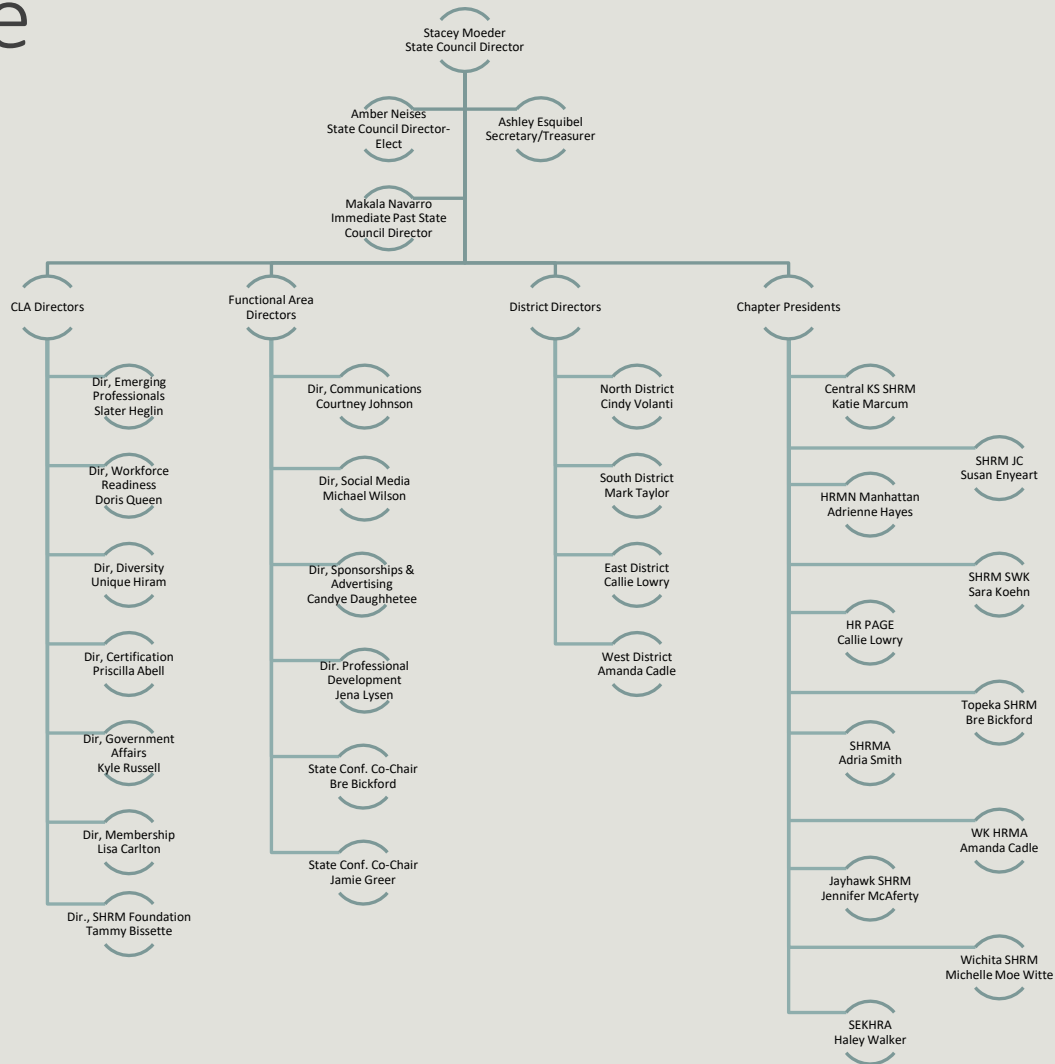 e
Stacey Moeder
State Council Director
Amber Neises
State Council Director-
Elect
Ashley Esquibel
Secretary/Treasurer
Makala Navarro
Immediate Past State
Council Director
CLA Directors
Dir, Emerging
Professionals
Slater Heglin
Dir, Workforce
Readiness
Doris Queen
Dir, Diversity
Unique Hiram
Dir, Certification
Priscilla Abell
Dir, Government
Affairs
Kyle Russell
Dir, Membership
Lisa Carlton
Dir., SHRM Foundation
Tammy Bissette
Functional Area
Directors
Dir, Communications
Courtney Johnson
Dir, Social Media
Michael Wilson
Dir, Sponsorships &
Advertising
Candye Daughhetee
Dir. Professional
Development
Jena Lysen
State Conf. Co-Chair
Bre Bickford
State Conf. Co-Chair
Jamie Greer
District Directors
North District
Cindy Volanti
South District
Mark Taylor
East District
Callie Lowry
West District
Amanda Cadle
Chapter Presidents
Central KS SHRM
Katie Marcum
SHRM JC
Susan Enyeart
HRMN Manhattan
Adrienne Hayes
SHRM SWK
Sara Koehn
HR PAGE
Callie Lowry
Topeka SHRM
Bre Bickford
SHRMA
Adria Smith
WK HRMA
Amanda Cadle
Jayhawk SHRM
Jennifer McAferty
Wichita SHRM
Michelle Moe Witte
SEKHRA
Haley Walker